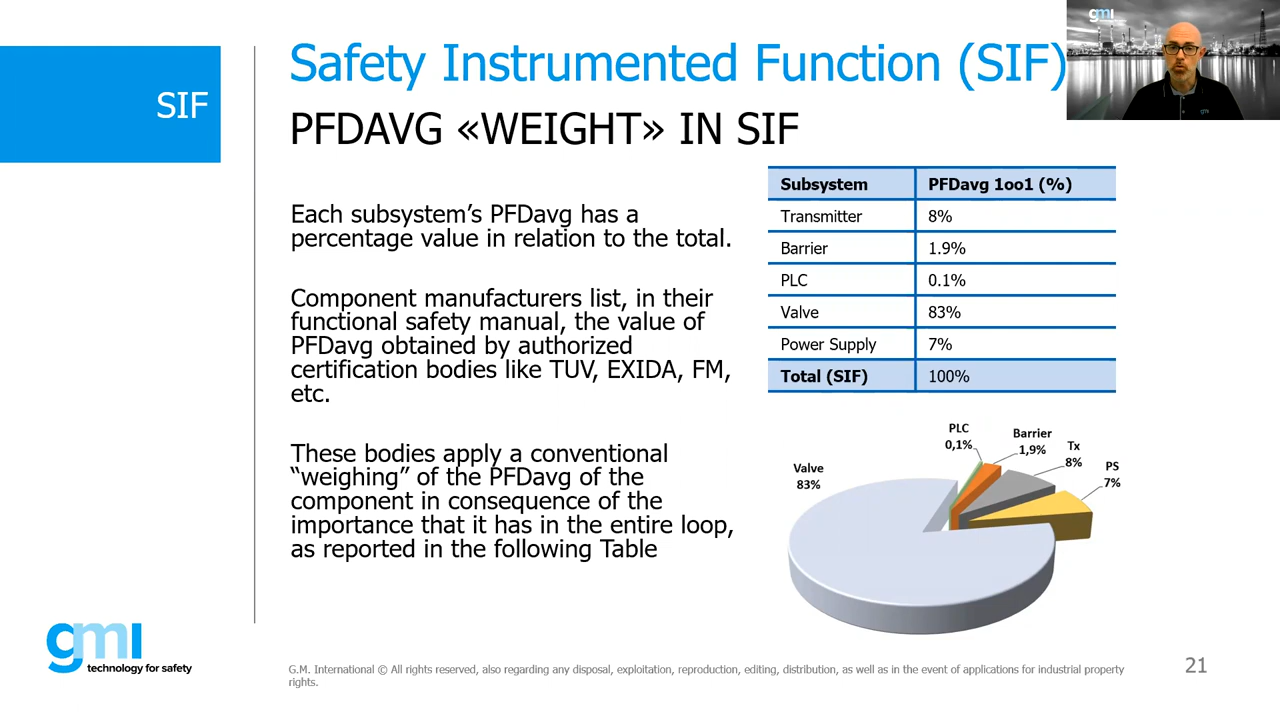 SIF
Safety Instrumented Function (SIF)
PFDAVG «WEIGHT» IN SIF
Each subsystem's PFDavg has a
percentage value in relation to the total.
Component manufacturers list, in their
functional safety manual, the value of
PFDavg obtained by authorized
certification bodies like TUV, EXIDA, FM,
etc.
These bodies apply a conventional
“weighing” of the PFDavg of the
component in consequence of the
importance that it has in the entire loop,
as reported in the following Table
Subsystem PFDavg 1oo1 (%)
Transmitter 8%
Barrier 1.9%
PLC 0.1%
Valve 83%
Power Supply 7%
Total (SIF) 100%
PLC
0,1%
Barrier
1,9%
Tx
8%
PS
7%
Valve
83%
gmi
gmi
gmi
technology for safety
G.M. International © All rights reserved, also regarding any disposal, exploitation, reproduction, editing, distribution, as well as in the event of applications for industrial property
rights.
21